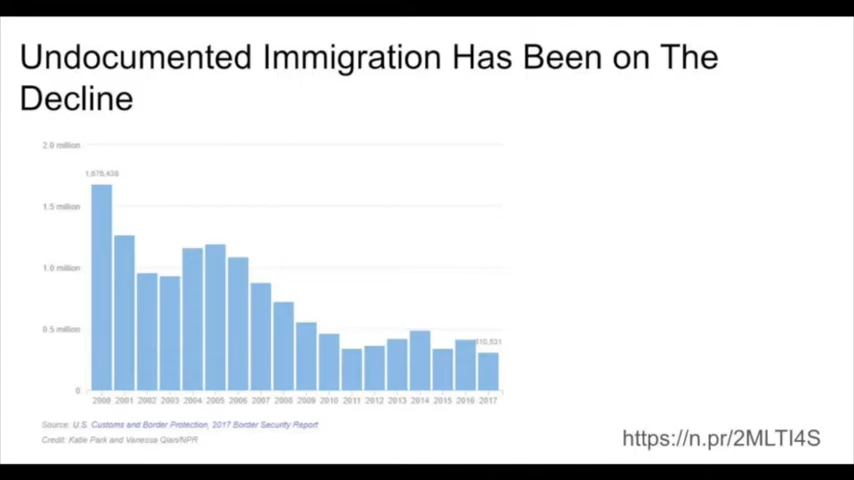 Undocumented Immigration Has Been on The
Decline
2.0 million
1,676,438
1.5 million
1.0 million
0.5 million
310,531
0
2000 2001 2002 2003 2004 2005 2006 2007 2008 2009 2010 2011 2012 2013 2014 2015 2016 2017
Source: U.S. Customs and Border Protection, 2017 Border Security Report
Credit: Katie Park and Vanessa Qian/NPR
https://n.pr/2MLTI4S